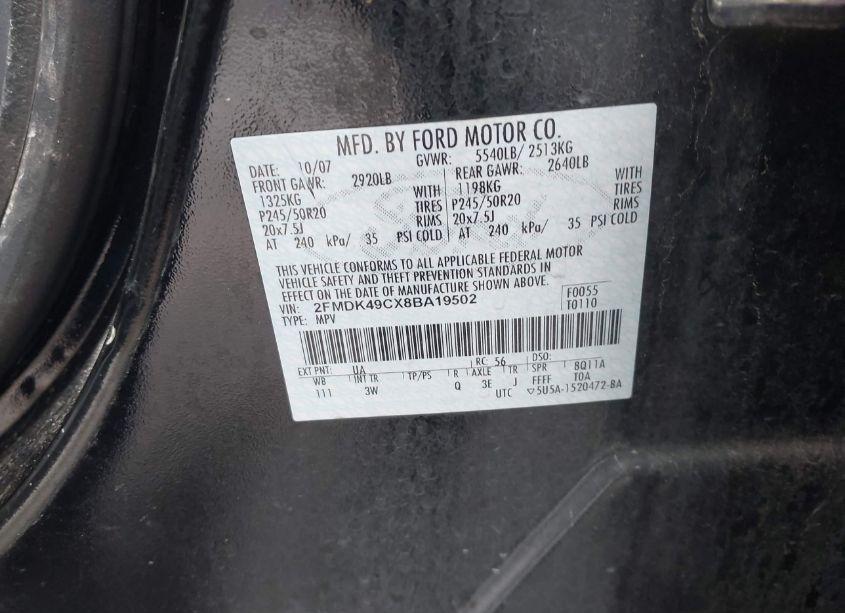 MFD. BY FORD MOTOR CO.
DATE: 10/07 GVWR: 5540LB/ 2513KG
FRONT GAWR: 2920LB REAR GAWR: 2640LB
1325KG WITH 1198KG WITH
P245/50R20 TIRES P245/50R20 TIRES
20x7.5J RIMS 20x7.5J RIMS
AT 240 kPa/ 35 PSI COLD AT 240 kPa/ 35 PSI COLD
THIS VEHICLE CONFORMS TO ALL APPLICABLE FEDERAL MOTOR
VEHICLE SAFETY AND THEFT PREVENTION STANDARDS IN
EFFECT ON THE DATE OF MANUFACTURE SHOWN ABOVE.
VIN: 2FMDK49CX8BA19502 F0055
TYPE: MPV T0110
EXT PNT: UA RC: 56 DSO:
WB INT TR TP/PS R AXLE TR SPR 8Q11A
111 3W Q 3E J FFFF TOA
UTC ▽5U5A-1520472-BA